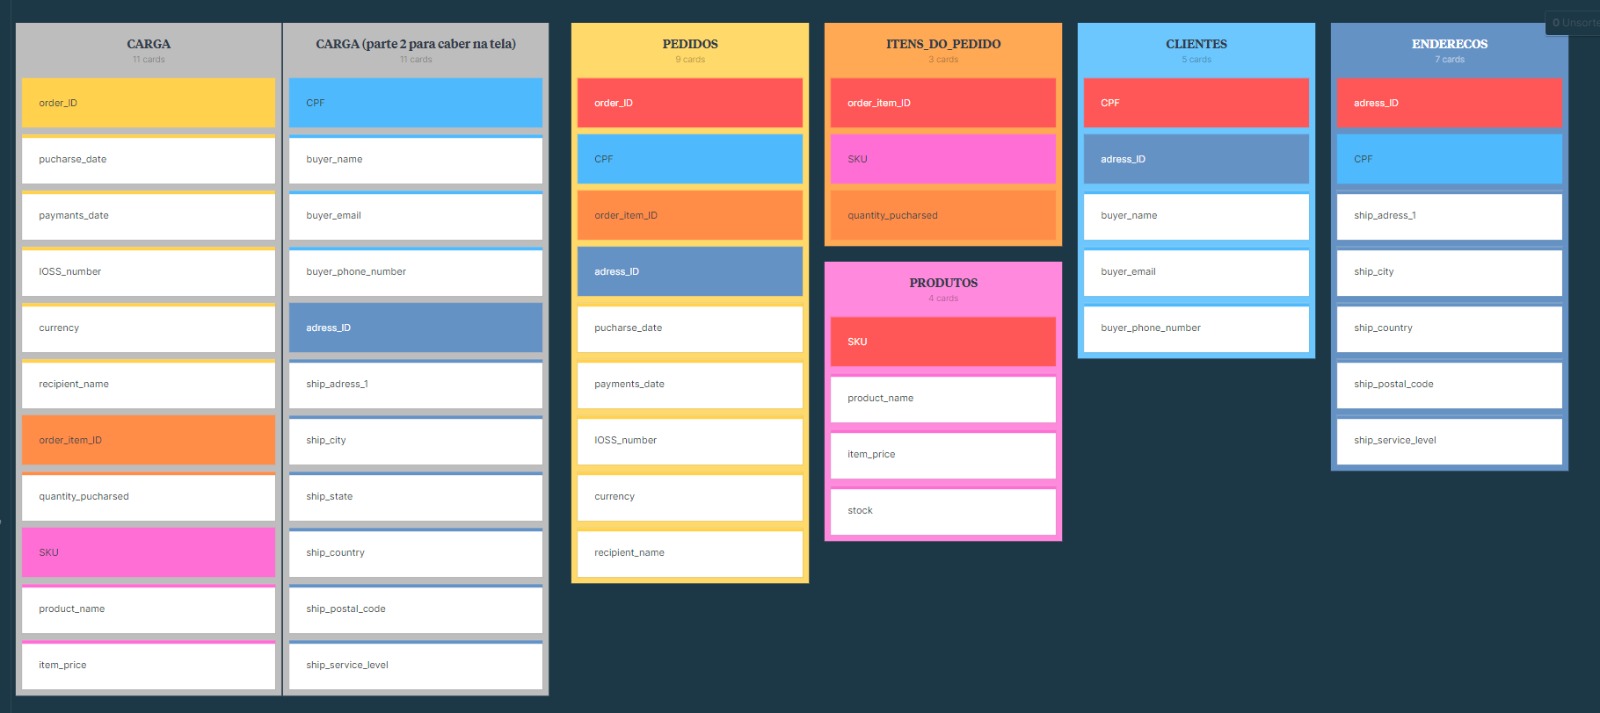 CARGA
11 cards
order_ID
pucharse_date
paymants_date
IOSS_number
currency
recipient_name
order_item_ID
quantity_pucharsed
SKU
product_name
item_price
CARGA (parte 2 para caber na tela)
11 cards
CPF
buyer_name
buyer_email
buyer_phone_number
adress_ID
ship_adress_1
ship_city
ship_state
ship_country
ship_postal_code
ship_service_level
PEDIDOS
9 cards
order_ID
CPF
order_item_ID
adress_ID
pucharse_date
payments_date
IOSS_number
currency
recipient_name
ITENS_DO_PEDIDO
3 cards
order_item_ID
SKU
quantity_pucharsed
PRODUTOS
4 cards
SKU
product_name
item_price
stock
CLIENTES
5 cards
CPF
adress_ID
buyer_name
buyer_email
buyer_phone_number
ENDERECOS
7 cards
adress_ID
CPF
ship_adress_1
ship_city
ship_country
ship_postal_code
ship_service_level
0